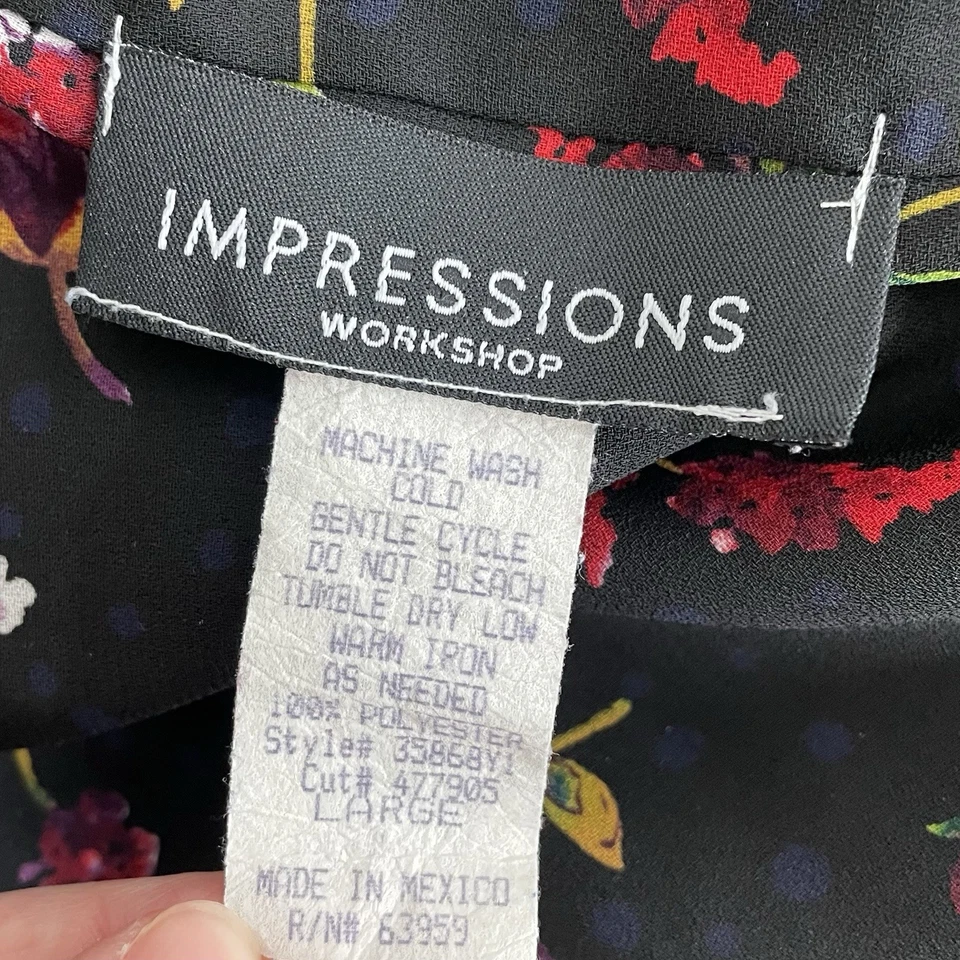 IMPRESSIONS
WORKSHOP
MACHINE WASH
COLD
GENTLE CYCLE
DO NOT BLEACH
TUMBLE DRY LOW
WARM IRON
AS NEEDED
100% POLYESTER
Style# 35868Y1
Cut# 477905
LARGE
MADE IN MEXICO
R/N# 63959